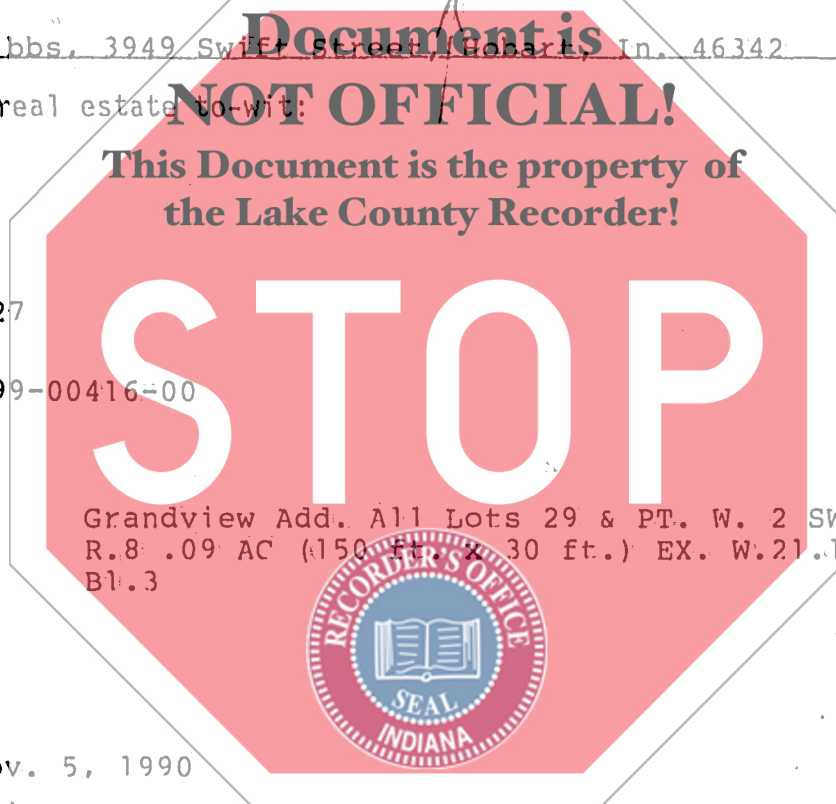 Document is
bbs, 3949 Swift Street, Hobart, In. 46342
NOT OFFICIAL!
real estate to-wit:
This Document is the property of
the Lake County Recorder!
27
STOP
99-00416-00
Grandview Add. All Lots 29 & PT. W. 2 SW
R.8 .09 AC (150 ft. x 30 ft.) EX. W.21.1
Bl.3
RECORDER'S OFFICE
SEAL
INDIANA
ov. 5, 1990